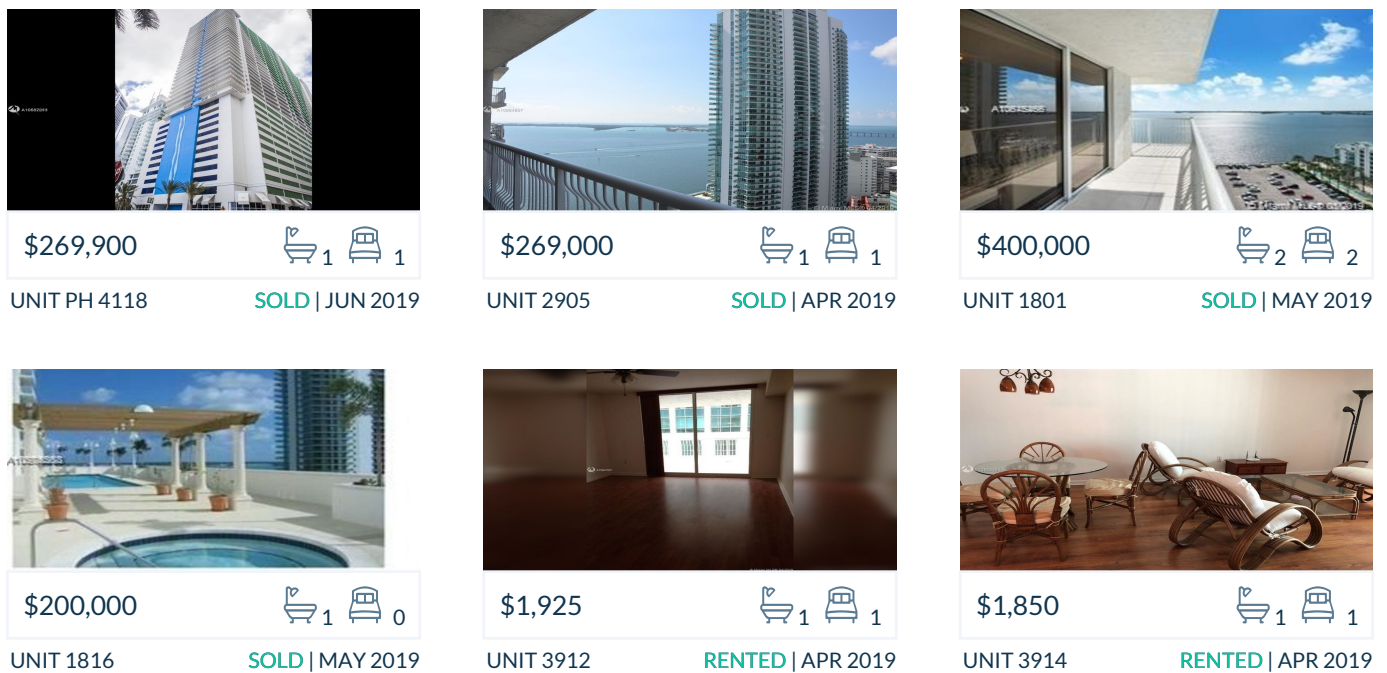 $269,900 1 1
UNIT PH 4118 SOLD | JUN 2019
$269,000 1 1
UNIT 2905 SOLD | APR 2019
$400,000 2 2
UNIT 1801 SOLD | MAY 2019
$200,000 1 0
UNIT 1816 SOLD | MAY 2019
$1,925 1 1
UNIT 3912 RENTED | APR 2019
$1,850 1 1
UNIT 3914 RENTED | APR 2019